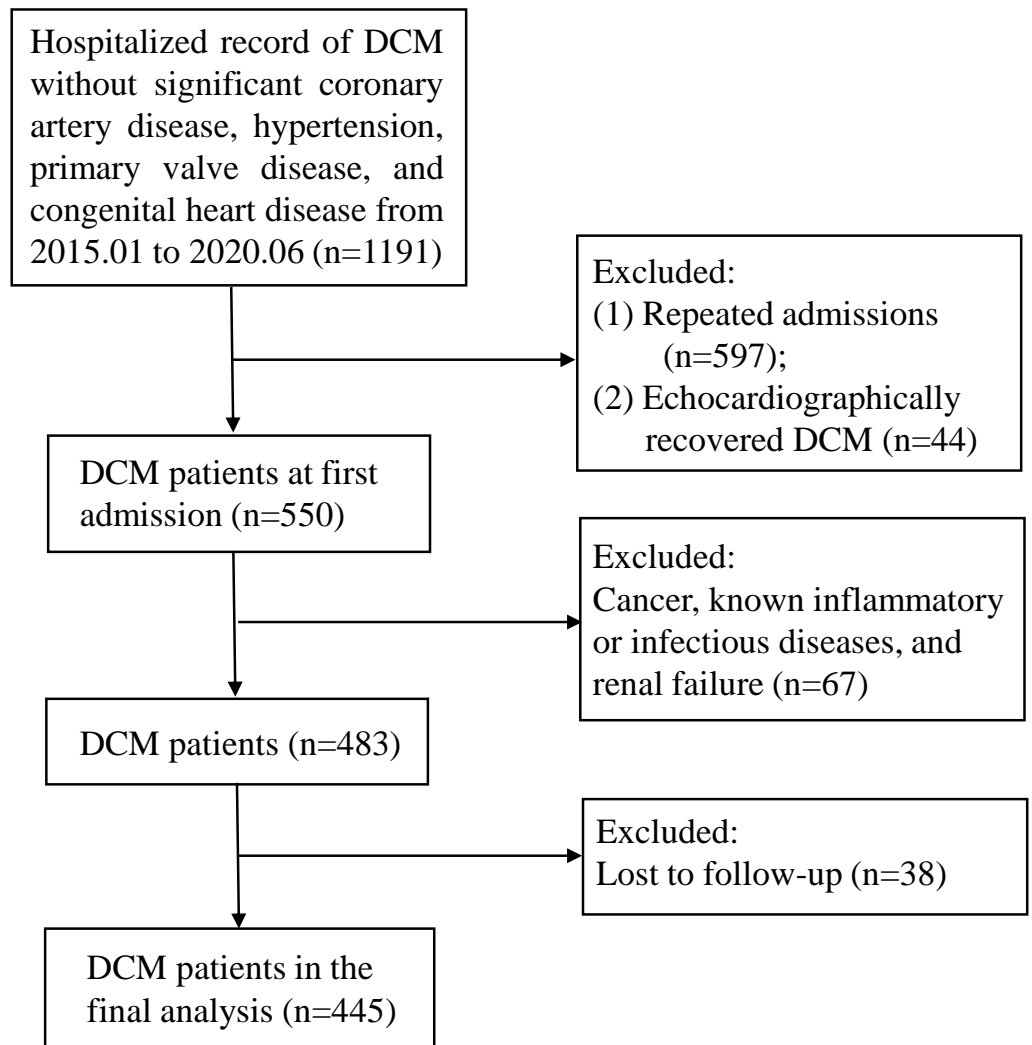 Hospitalized record of DCM
without significant coronary
artery disease, hypertension,
primary valve disease, and
congenital heart disease from
2015.01 to 2020.06 (n=1191)
Excluded:
(1) Repeated admissions
(n=597);
(2) Echocardiographically
recovered DCM (n=44)
DCM patients at first
admission (n=550)
Excluded:
Cancer, known inflammatory
or infectious diseases, and
renal failure (n=67)
DCM patients (n=483)
Excluded:
Lost to follow-up (n=38)
DCM patients in the
final analysis (n=445)